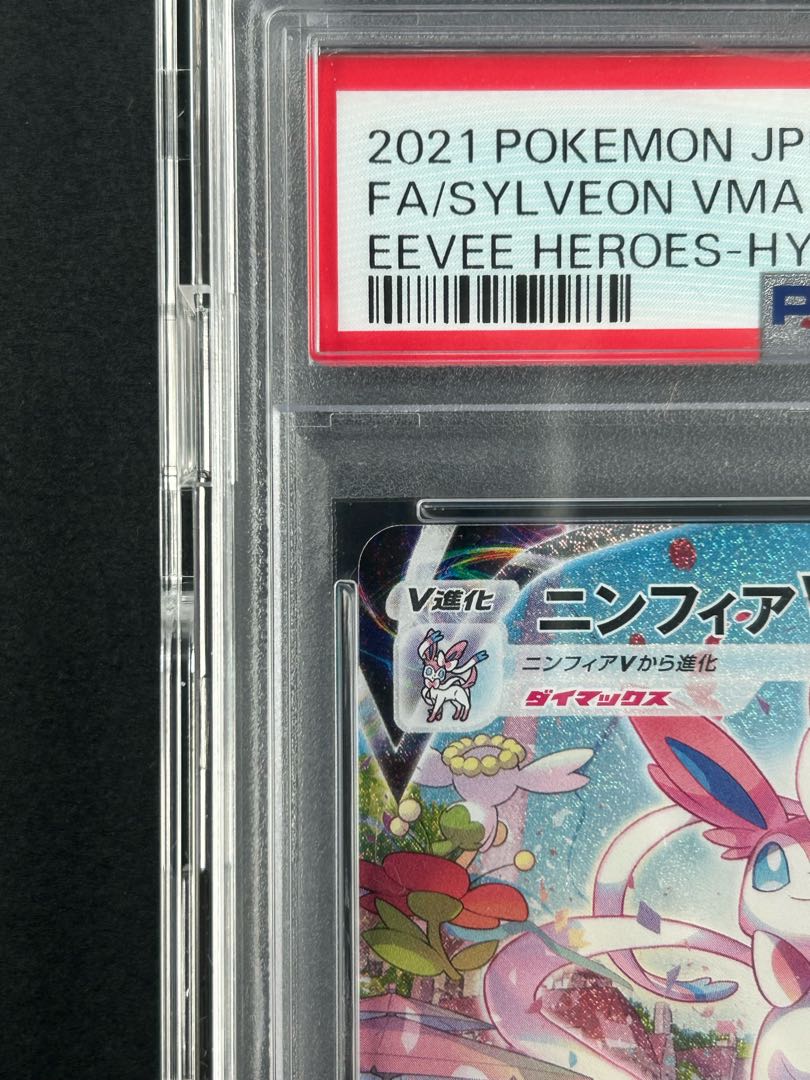 2021 POKEMON JP
FA/SYLVEON VMA
EEVEE HEROES-HY
P
V進化
ニンフィアV
ニンフィアVから進化
ダイマックス